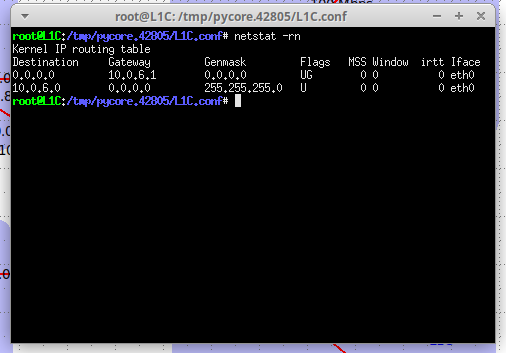 root@L1C: /tmp/pycore.42805/L1C.conf
root@L1C:/tmp/pycore.42805/L1C.conf# netstat -rn
Kernel IP routing table
Destination Gateway Genmask Flags MSS Window irtt Iface
0.0.0.0 10.0.6.1 0.0.0.0 UG 0 0 0 eth0
10.0.6.0 0.0.0.0 255.255.255.0 U 0 0 0 eth0
root@L1C:/tmp/pycore.42805/L1C.conf#